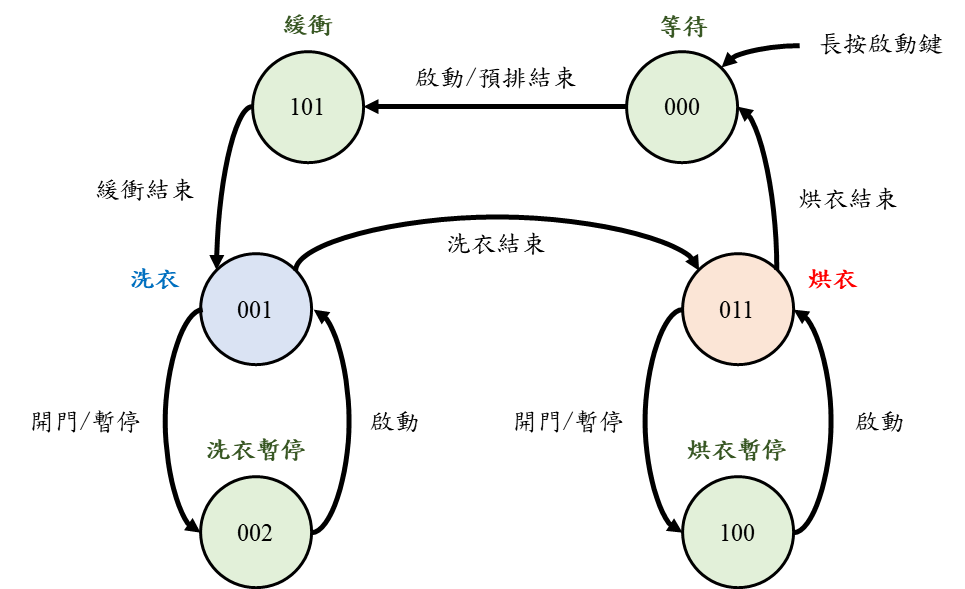 緩衝
等待
長按啟動鍵
啟動/預排結束
101
000
緩衝結束
烘衣結束
洗衣結束
洗衣
001
011
烘衣
開門/暫停
啟動
開門/暫停
啟動
洗衣暫停
烘衣暫停
002
100